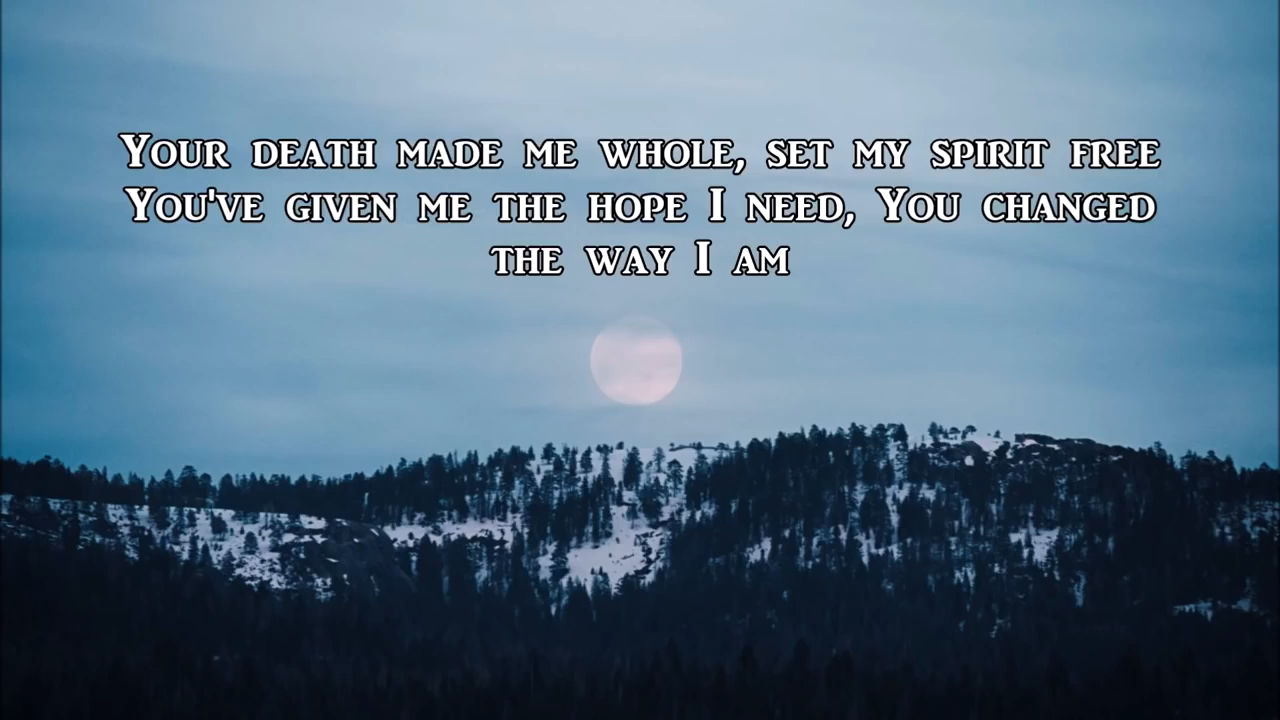 Your death made me whole, set my spirit free
You've given me the hope I need, You changed
the way I am